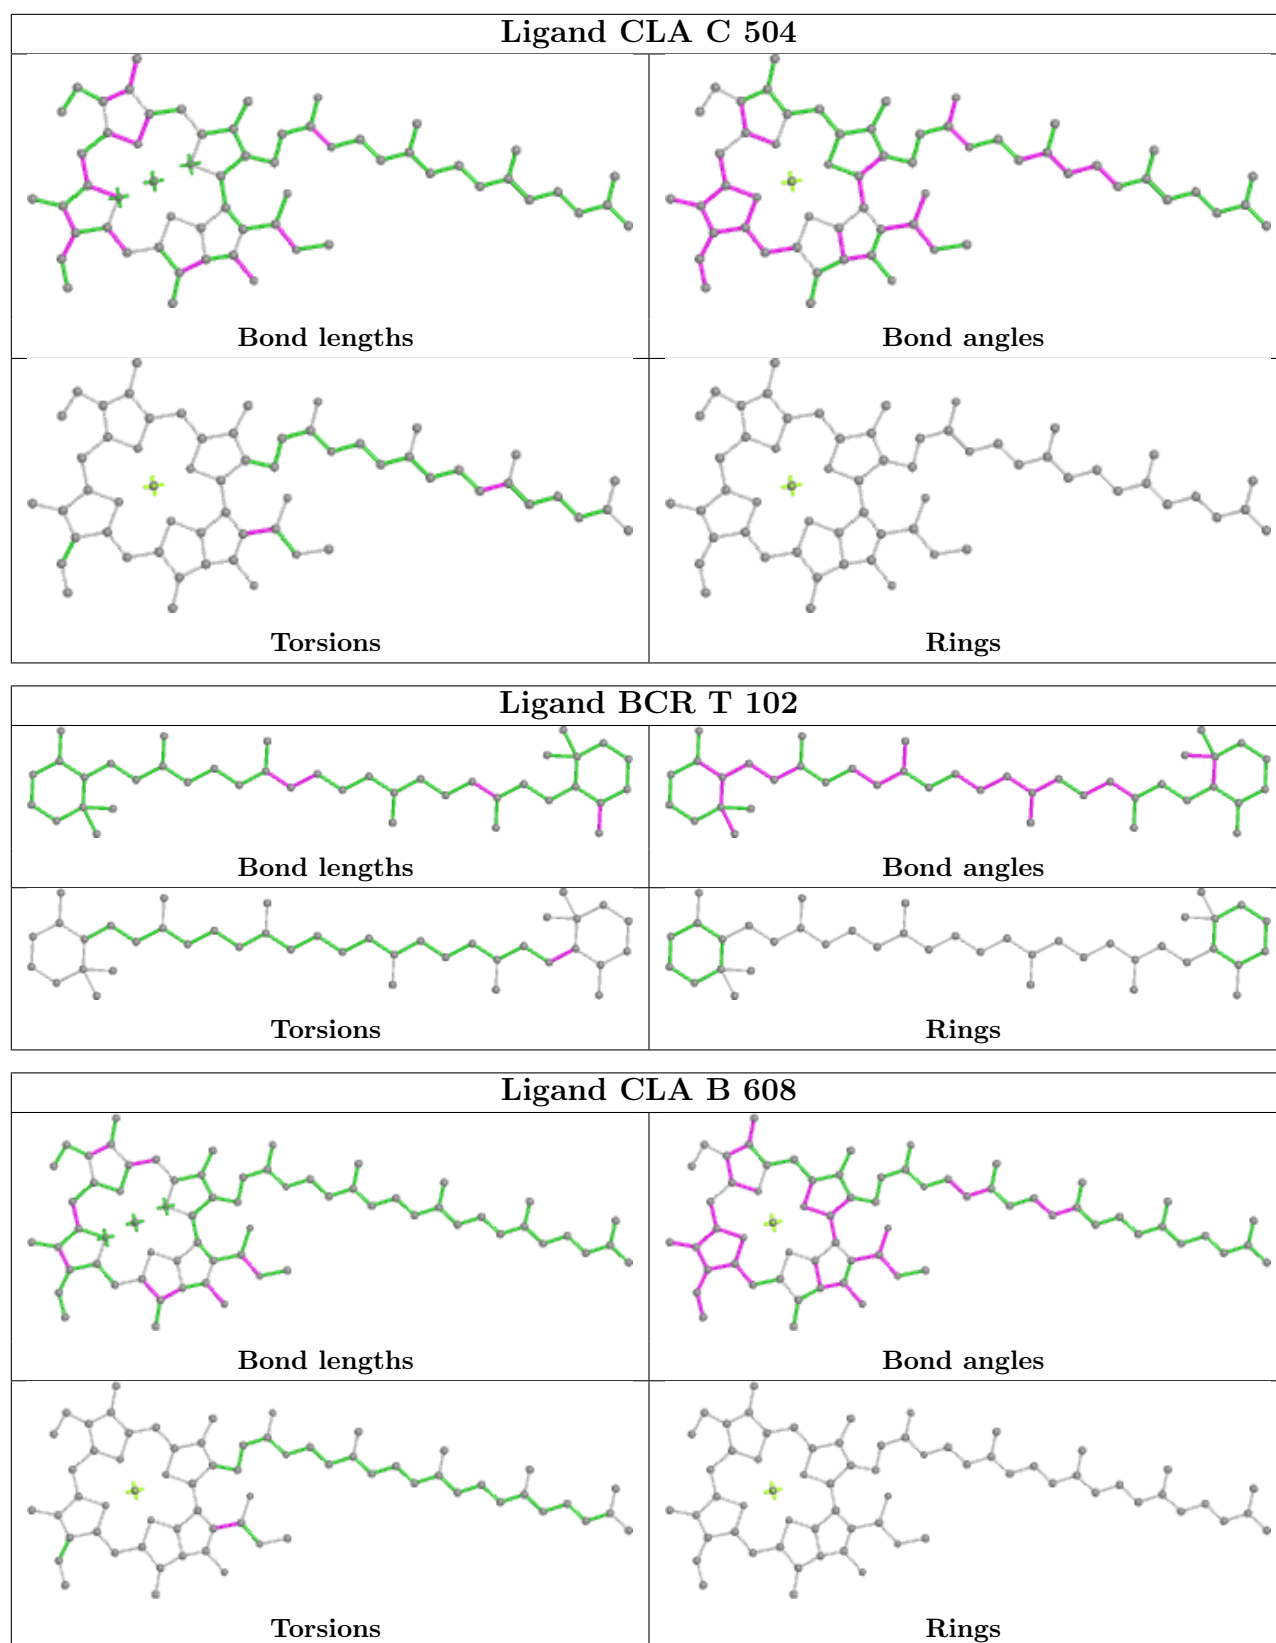 Ligand CLA C 504
Bond lengths
Bond angles
Torsions
Rings
Ligand BCR T 102
Bond lengths
Bond angles
Torsions
Rings
Ligand CLA B 608
Bond lengths
Bond angles
Torsions
Rings